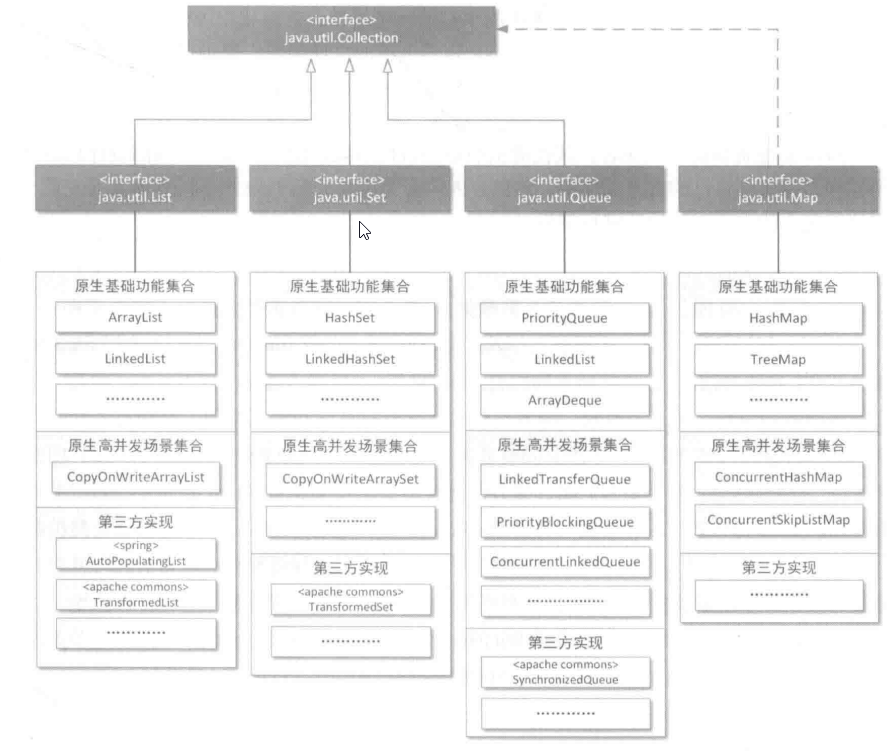 <interface>
java.util.Collection
<interface>
java.util.List
<interface>
java.util.Set
<interface>
java.util.Queue
<interface>
java.util.Map
原生基础功能集合
ArrayList
LinkedList
…………
原生高并发场景集合
CopyOnWriteArrayList
第三方实现
<spring>
AutoPopulatingList
<apache commons>
TransformedList
…………
原生基础功能集合
HashSet
LinkedHashSet
…………
原生高并发场景集合
CopyOnWriteArraySet
…………
第三方实现
<apache commons>
TransformedSet
…………
原生基础功能集合
PriorityQueue
LinkedList
ArrayDeque
原生高并发场景集合
LinkedTransferQueue
PriorityBlockingQueue
ConcurrentLinkedQueue
………………
第三方实现
<apache commons>
SynchronizedQueue
…………
原生基础功能集合
HashMap
TreeMap
…………
原生高并发场景集合
ConcurrentHashMap
ConcurrentSkipListMap
第三方实现
…………